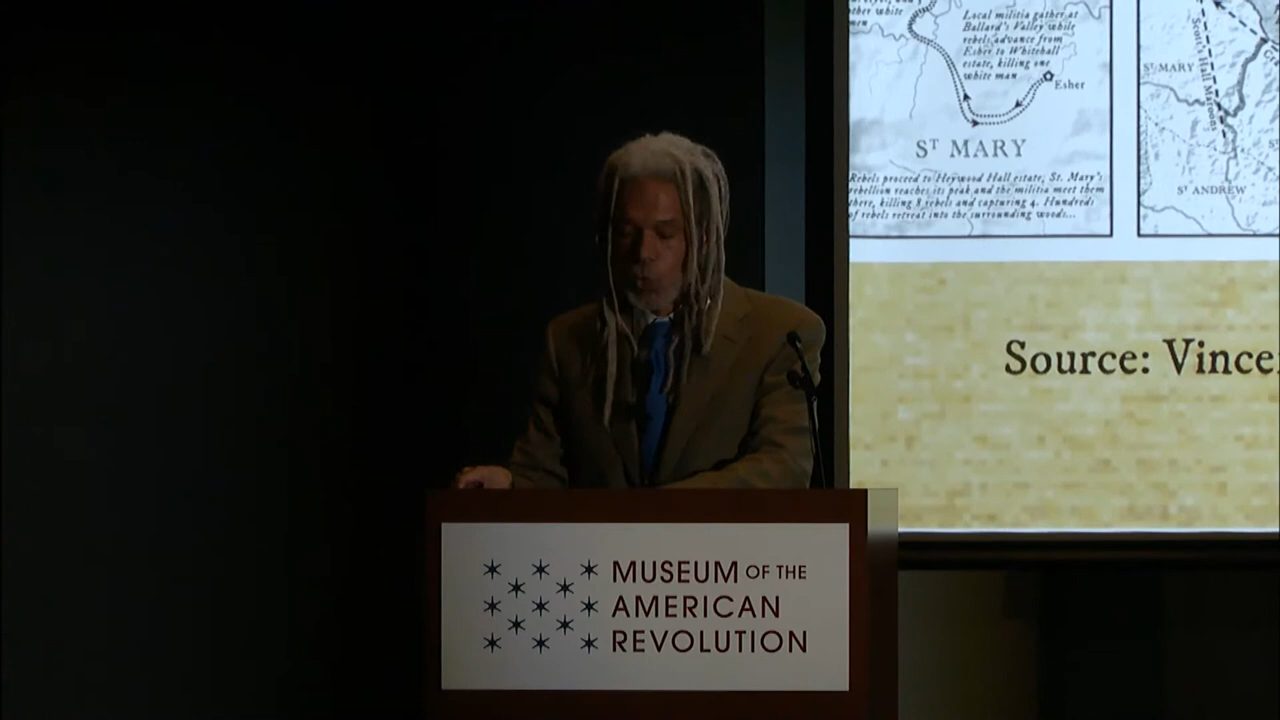 other white
men
Local militia gather at
Ballard's Valley while
rebels advance from
Esher to Whitehall
estate, killing one
white man
Esher
ST MARY
Rebels proceed to Heywood Hall estate, St. Mary's
rebellion reaches its peak and the militia meet them
there, killing 8 rebels and capturing 4. Hundreds
of rebels retreat into the surrounding woods...
ST MARY
Scott's Hall Maroons
ST ANDREW
Source: Vince
MUSEUM OF THE
AMERICAN
REVOLUTION